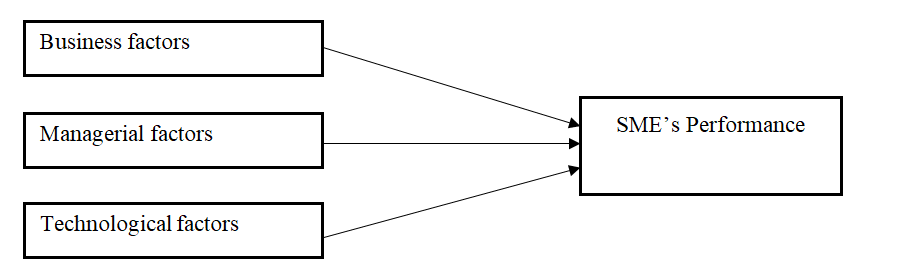 Business factors
Managerial factors
SME’s Performance
Technological factors